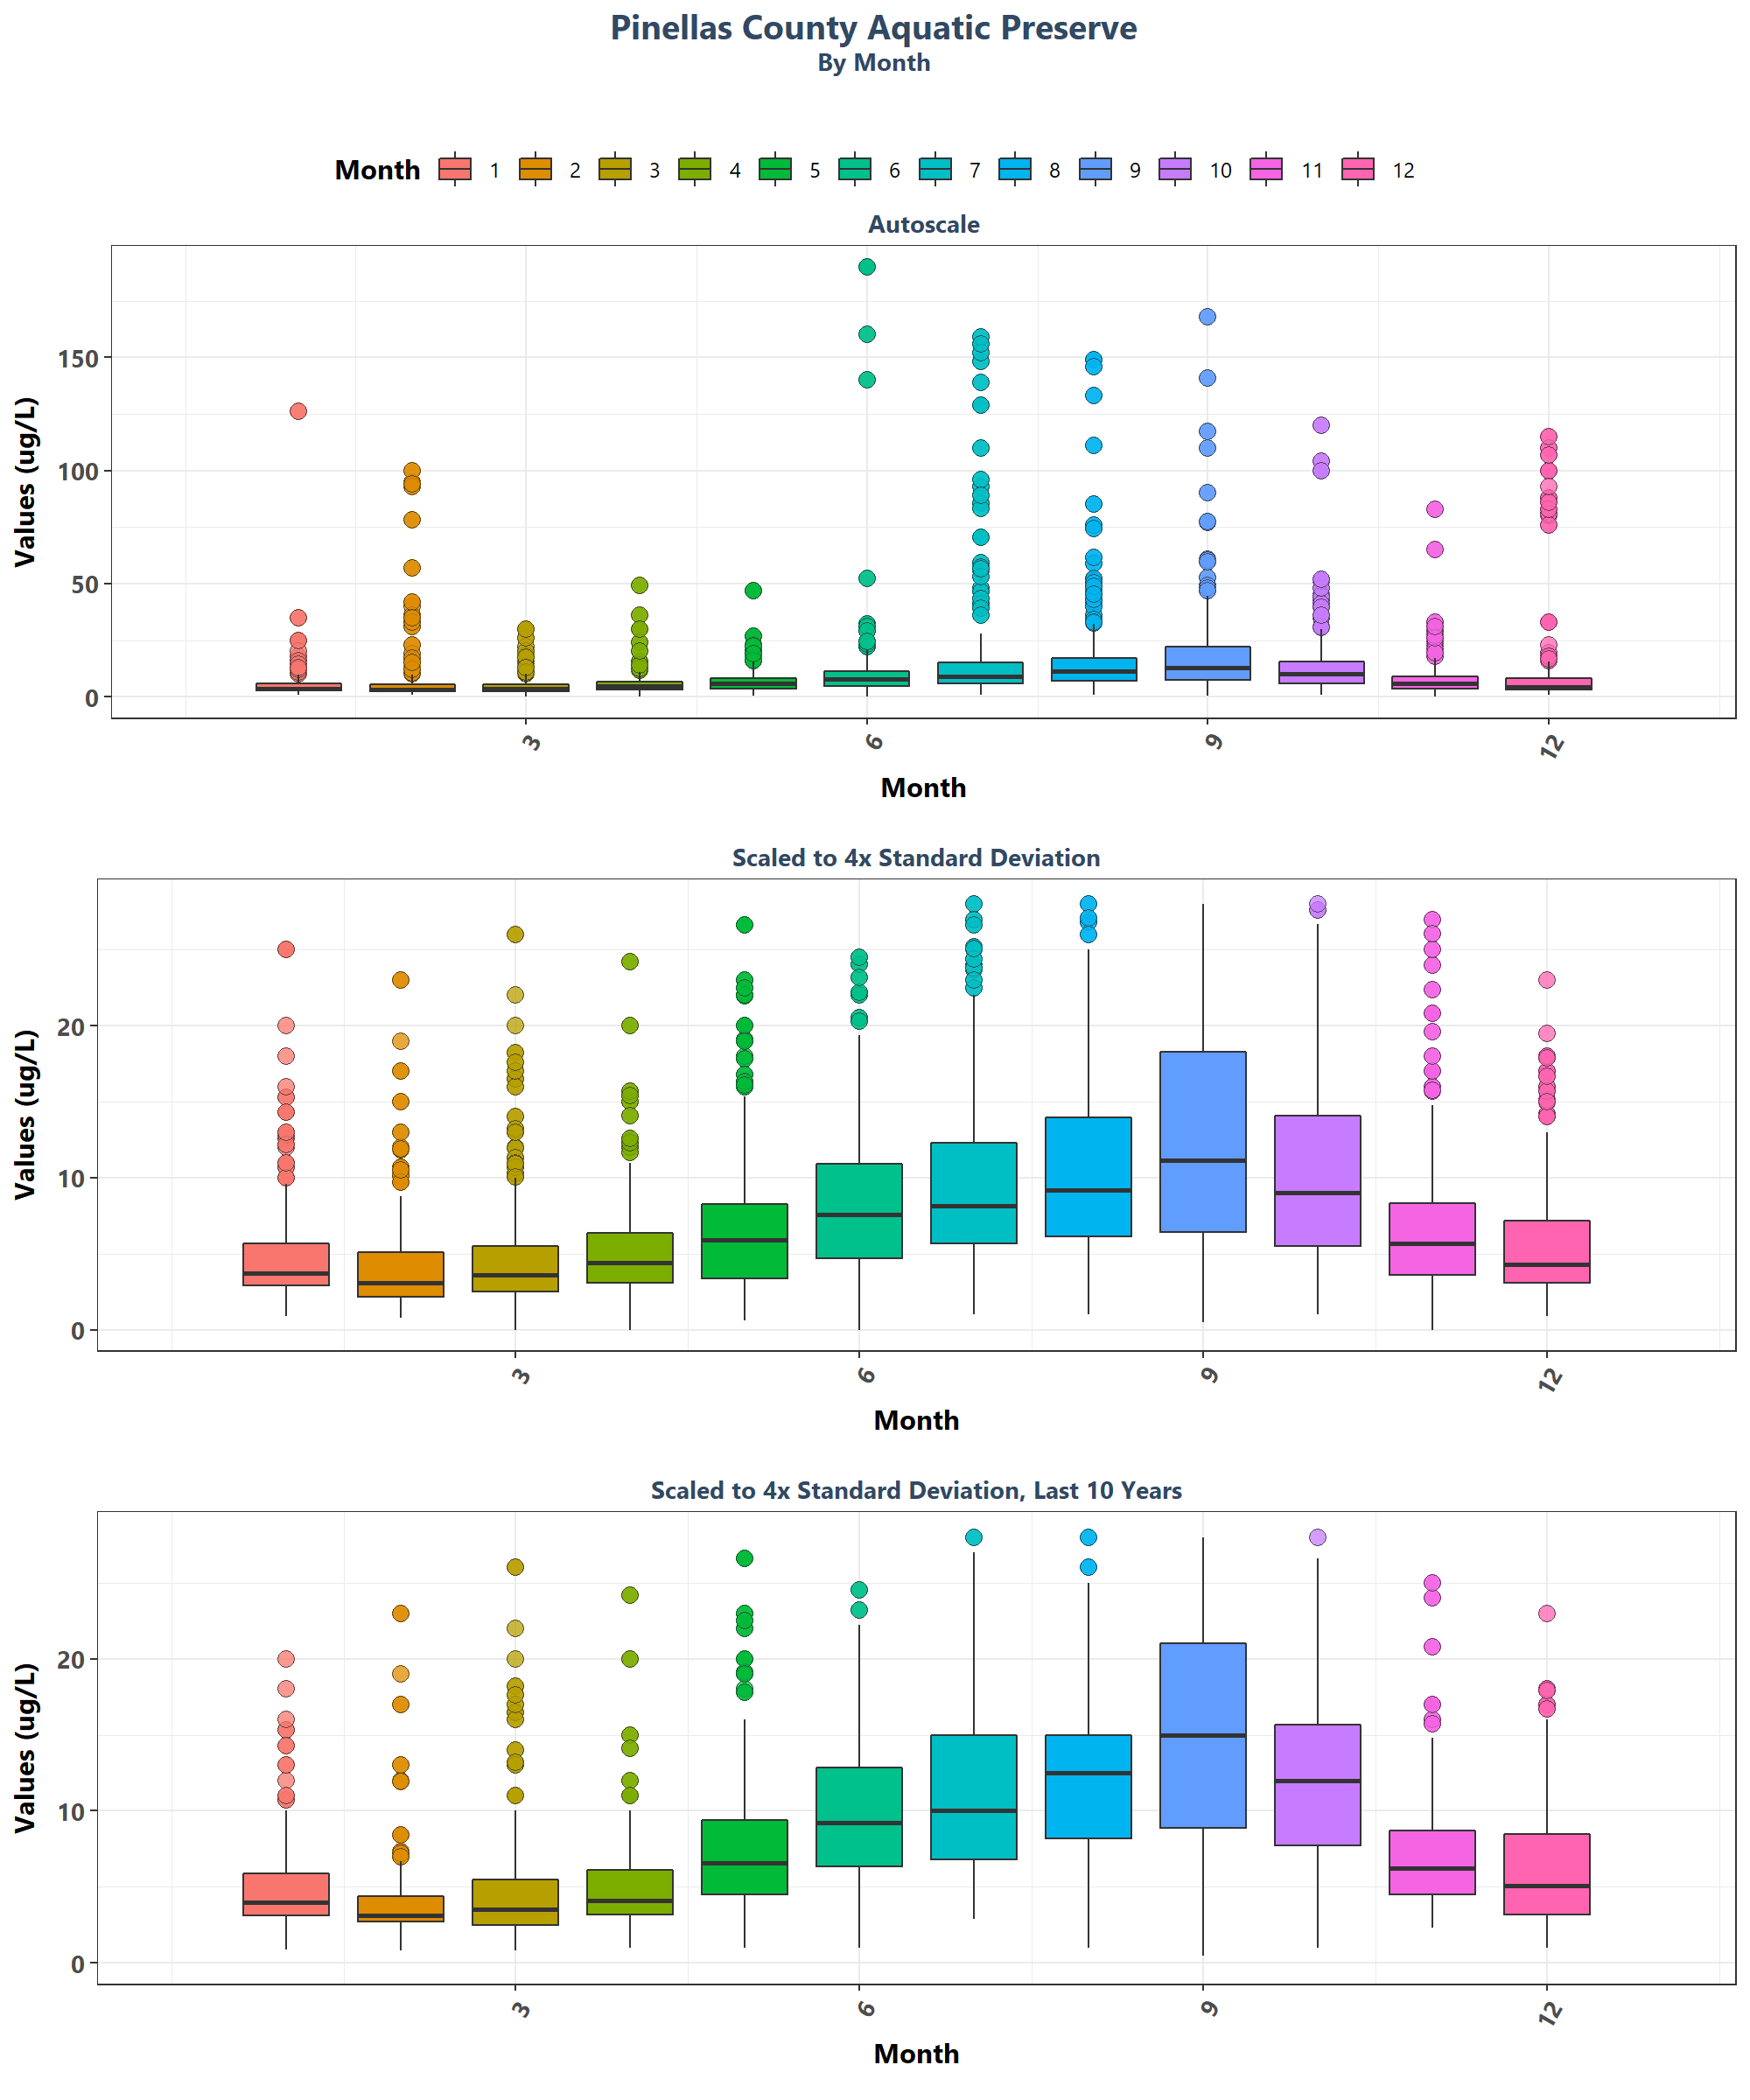 Pinellas County Aquatic Preserve
By Month
Month 1 2 3 4 5 6 7 8 9 10 11 12
Autoscale
Values (ug/L)
150
100
50
0
3 6 9 12
Month
Scaled to 4x Standard Deviation
Values (ug/L)
20
10
0
3 6 9 12
Month
Scaled to 4x Standard Deviation, Last 10 Years
Values (ug/L)
20
10
0
3 6 9 12
Month